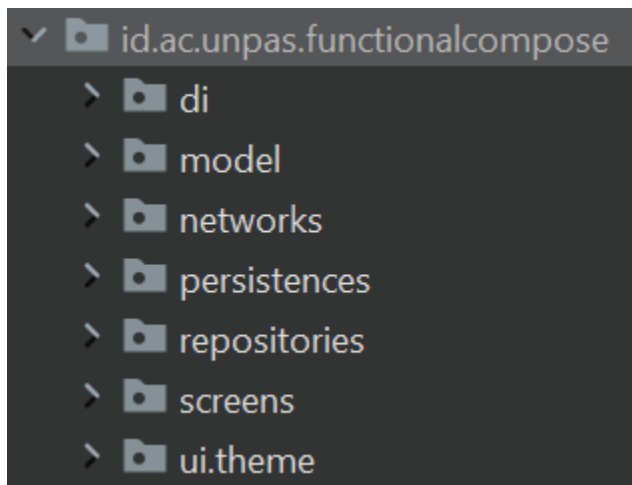 id.ac.unpas.functionalcompose
di
model
networks
persistences
repositories
screens
ui.theme